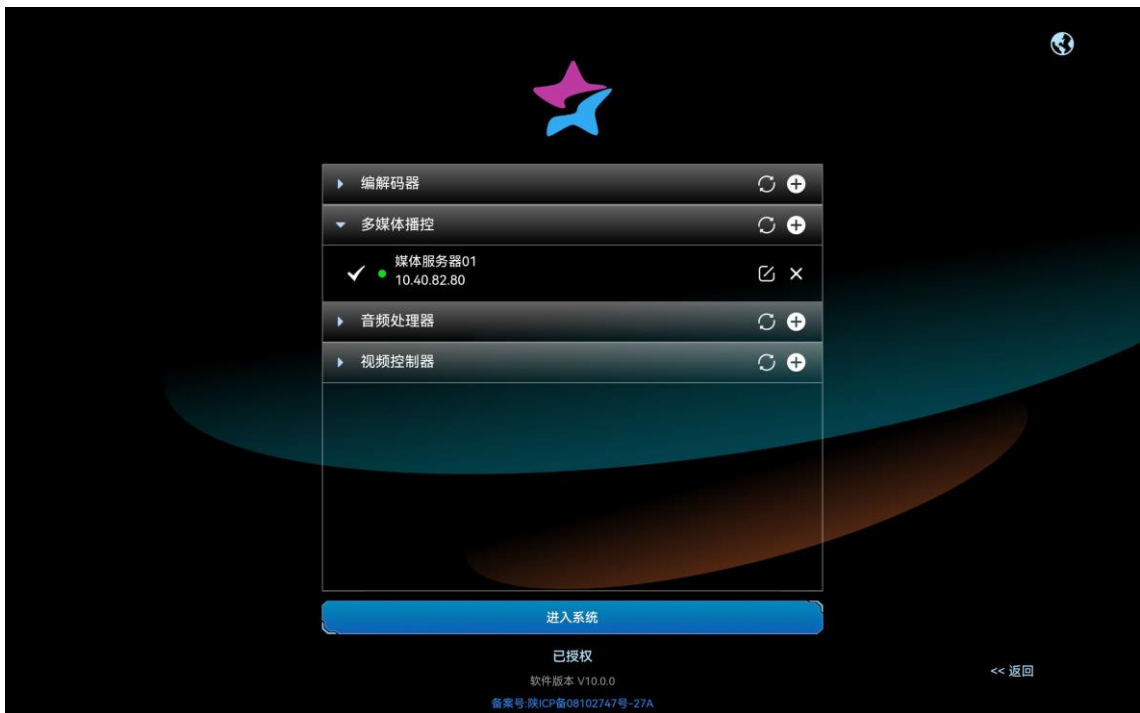 编解码器
多媒体播控
媒体服务器01
10.40.82.80
音频处理器
视频控制器
进入系统
已授权
软件版本 V10.0.0
<< 返回
备案号:陕ICP备08102747号-27A